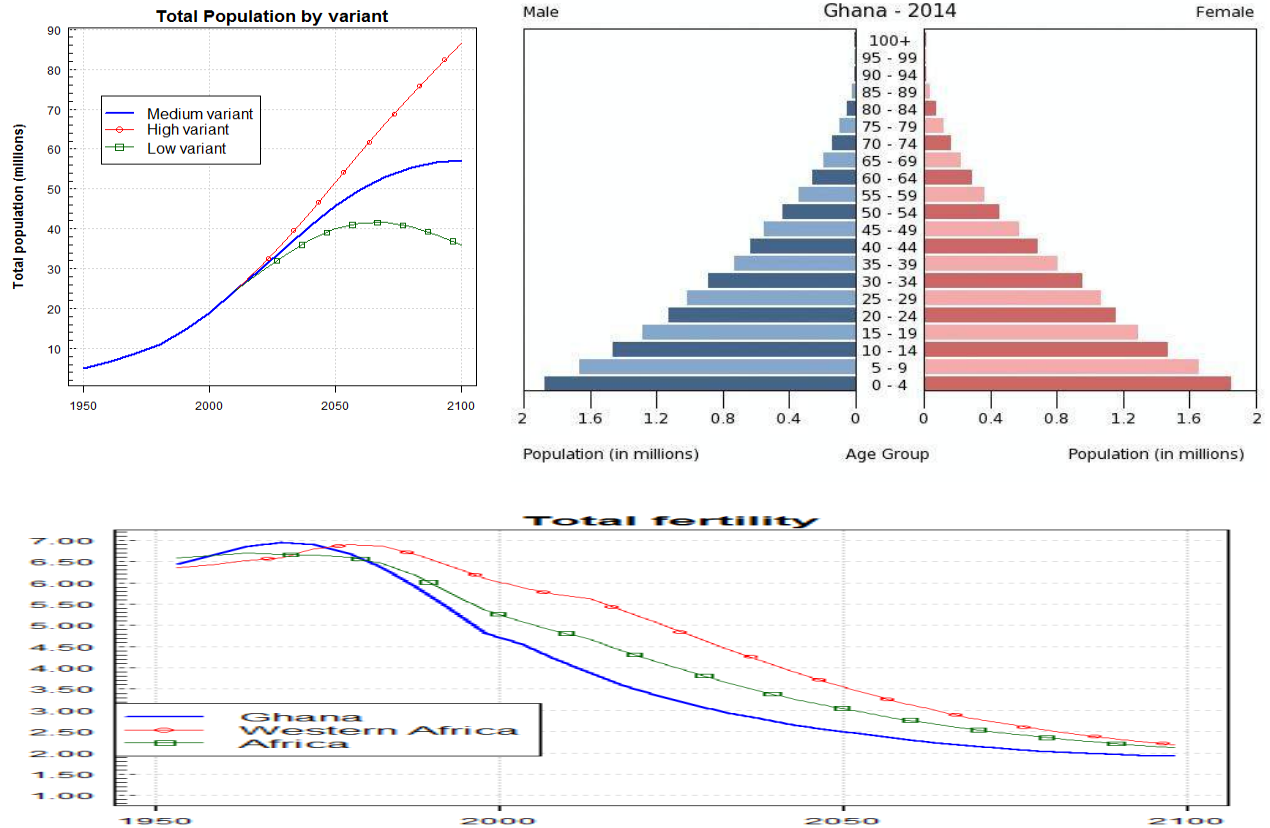 Total Population by variant
Total population (millions)
90
80
70
60
50
40
30
20
10
1950 2000 2050 2100
Medium variant
High variant
Low variant
Male Ghana - 2014 Female
100+
95 - 99
90 - 94
85 - 89
80 - 84
75 - 79
70 - 74
65 - 69
60 - 64
55 - 59
50 - 54
45 - 49
40 - 44
35 - 39
30 - 34
25 - 29
20 - 24
15 - 19
10 - 14
5 - 9
0 - 4
2 1.6 1.2 0.8 0.4 0 0 0.4 0.8 1.2 1.6 2
Population (in millions) Age Group Population (in millions)
Total fertility
7.00
6.50
6.00
5.50
5.00
4.50
4.00
3.50
3.00
2.50
2.00
1.50
1.00
Ghana
Western Africa
Africa
1950 2000 2050 2100